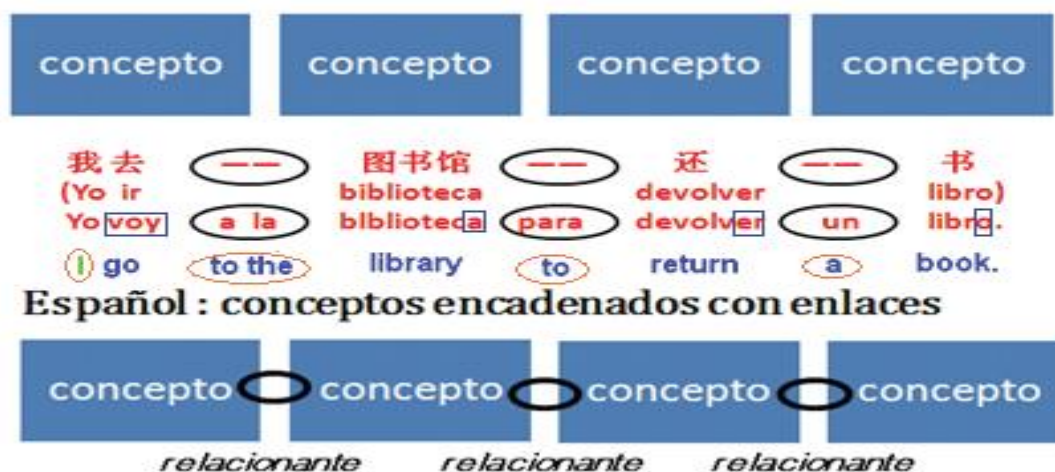 concepto concepto concepto concepto
我去 —— 图书馆 —— 还 —— 书
(Yo ir biblioteca devolver libro)
Yo voy a la biblioteca para devolver un libro.
I go to the library to return a book.
Español : conceptos encadenados con enlaces
concepto concepto concepto concepto
relacionante relacionante relacionante